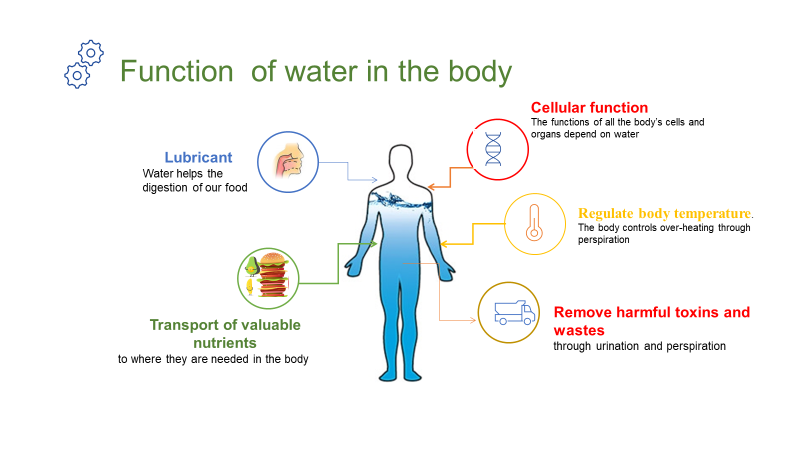 Function  of water in the body
Cellular function
The functions of all the body's cells and
organs depend on water
Lubricant
Water helps the
digestion of our food
Regulate body temperature.
The body controls over-heating through
perspiration
Transport of valuable
nutrients
to where they are needed in the body
Remove harmful toxins and
wastes
through urination and perspiration